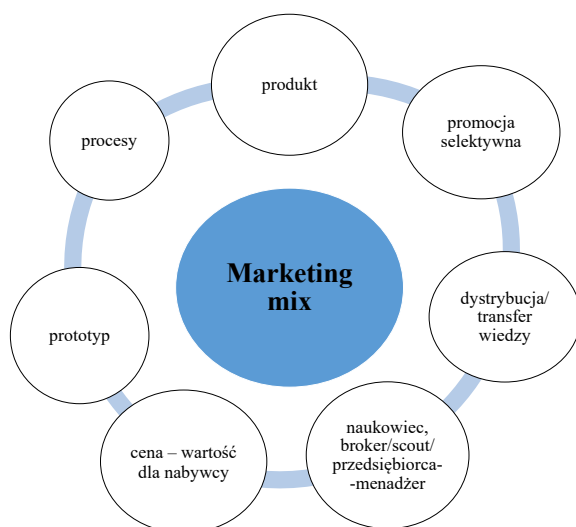 produkt
promocja
selektywna
dystrybucja/
transfer
wiedzy
naukowiec,
broker/scout/
przedsiębiorca-
-menadżer
cena – wartość
dla nabywcy
prototyp
procesy
Marketing
mix